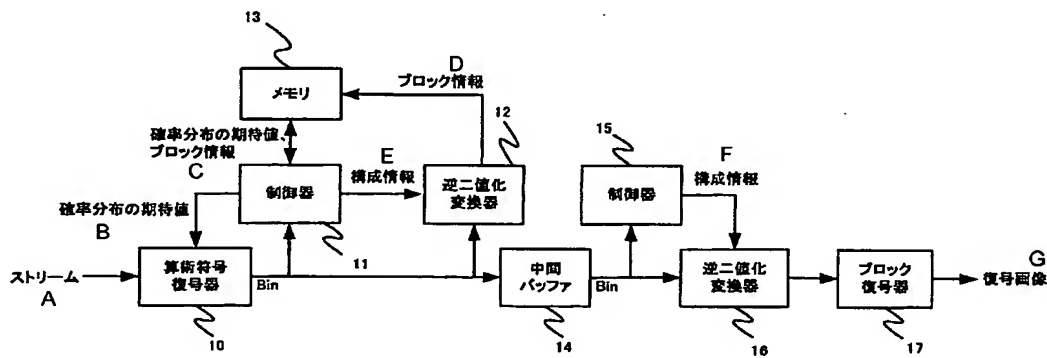 13
メモリ
D
ブロック情報
12
確率分布の期待値、
ブロック情報
C
制御器
11
E
構成情報
逆二値化
変換器
15
制御器
F
構成情報
確率分布の期待値
B
ストリーム
A
算術符号
復号器
10
Bin
中間
バッファ
14
Bin
逆二値化
変換器
16
ブロック
復号器
17
G
復号画像